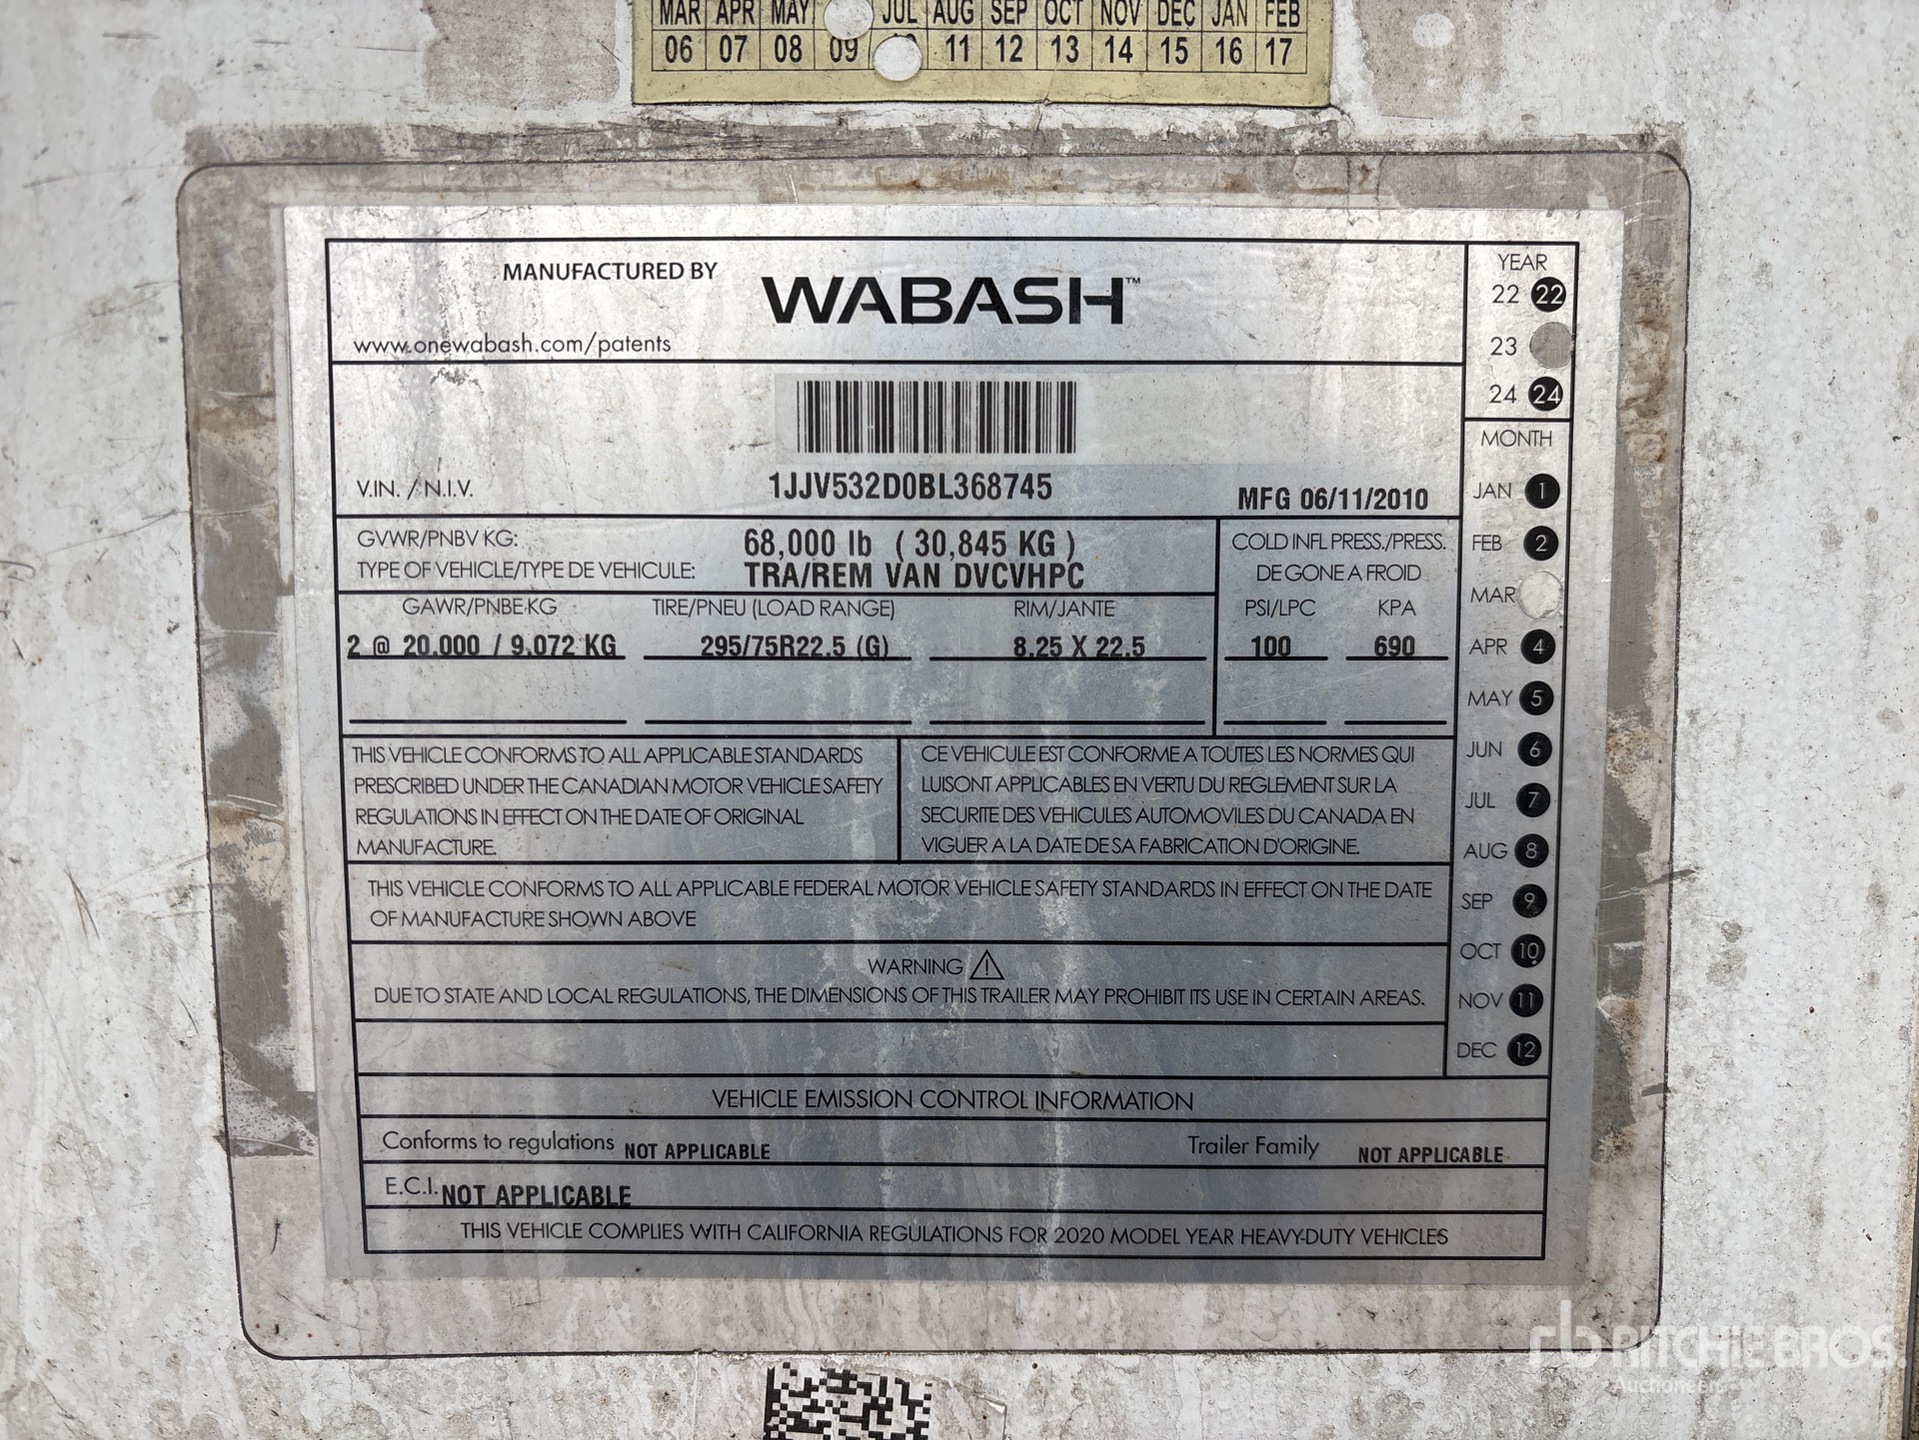 MAR APR MAY JUL AUG SEP OCT NOV DEC JAN FEB
06 07 08 09 11 12 13 14 15 16 17
MANUFACTURED BY WABASH™
www.onewabash.com/patents
YEAR
22 22
23
24 24
V.I.N. / N.I.V. 1JJV532D0BL368745 MFG 06/11/2010
GVWR/PNBV KG: 68,000 lb ( 30,845 KG )
TYPE OF VEHICLE/TYPE DE VEHICULE: TRA/REM VAN DVCVHPC
COLD INFL PRESS./PRESS.
DE GONE A FROID
GAWR/PNBE KG TIRE/PNEU (LOAD RANGE) RIM/JANTE PSI/LPC KPA
2 @ 20,000 / 9,072 KG 295/75R22.5 (G) 8.25 X 22.5 100 690
THIS VEHICLE CONFORMS TO ALL APPLICABLE STANDARDS
PRESCRIBED UNDER THE CANADIAN MOTOR VEHICLE SAFETY
REGULATIONS IN EFFECT ON THE DATE OF ORIGINAL
MANUFACTURE.
CE VEHICULE EST CONFORME A TOUTES LES NORMES QUI
LUISONT APPLICABLES EN VERTU DU REGLEMENT SUR LA
SECURITE DES VEHICULES AUTOMOVILES DU CANADA EN
VIGUER A LA DATE DE SA FABRICATION D'ORIGINE.
THIS VEHICLE CONFORMS TO ALL APPLICABLE FEDERAL MOTOR VEHICLE SAFETY STANDARDS IN EFFECT ON THE DATE
OF MANUFACTURE SHOWN ABOVE
WARNING
DUE TO STATE AND LOCAL REGULATIONS, THE DIMENSIONS OF THIS TRAILER MAY PROHIBIT ITS USE IN CERTAIN AREAS.
MONTH
JAN 1
FEB 2
MAR
APR 4
MAY 5
JUN 6
JUL 7
AUG 8
SEP 9
OCT 10
NOV 11
DEC 12
VEHICLE EMISSION CONTROL INFORMATION
Conforms to regulations NOT APPLICABLE Trailer Family NOT APPLICABLE
E.C.I. NOT APPLICABLE
THIS VEHICLE COMPLIES WITH CALIFORNIA REGULATIONS FOR 2020 MODEL YEAR HEAVY-DUTY VEHICLES
rb RITCHIE BROS.
Auctioneers